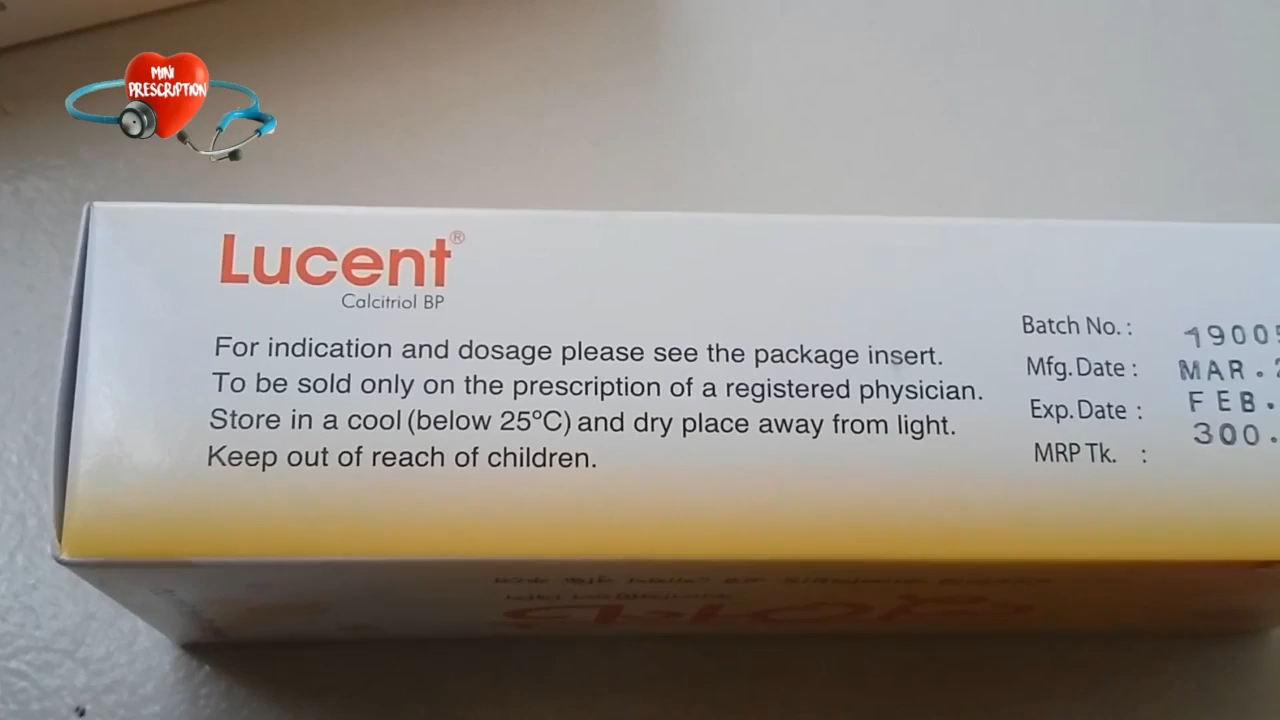 MINI
PRESCRIPTION
Lucent®
Calcitriol BP
For indication and dosage please see the package insert.
To be sold only on the prescription of a registered physician.
Store in a cool (below 25°C) and dry place away from light.
Keep out of reach of children.
Batch No. : 19005
Mfg. Date : MAR. 2
Exp. Date : FEB.
MRP Tk. : 300.